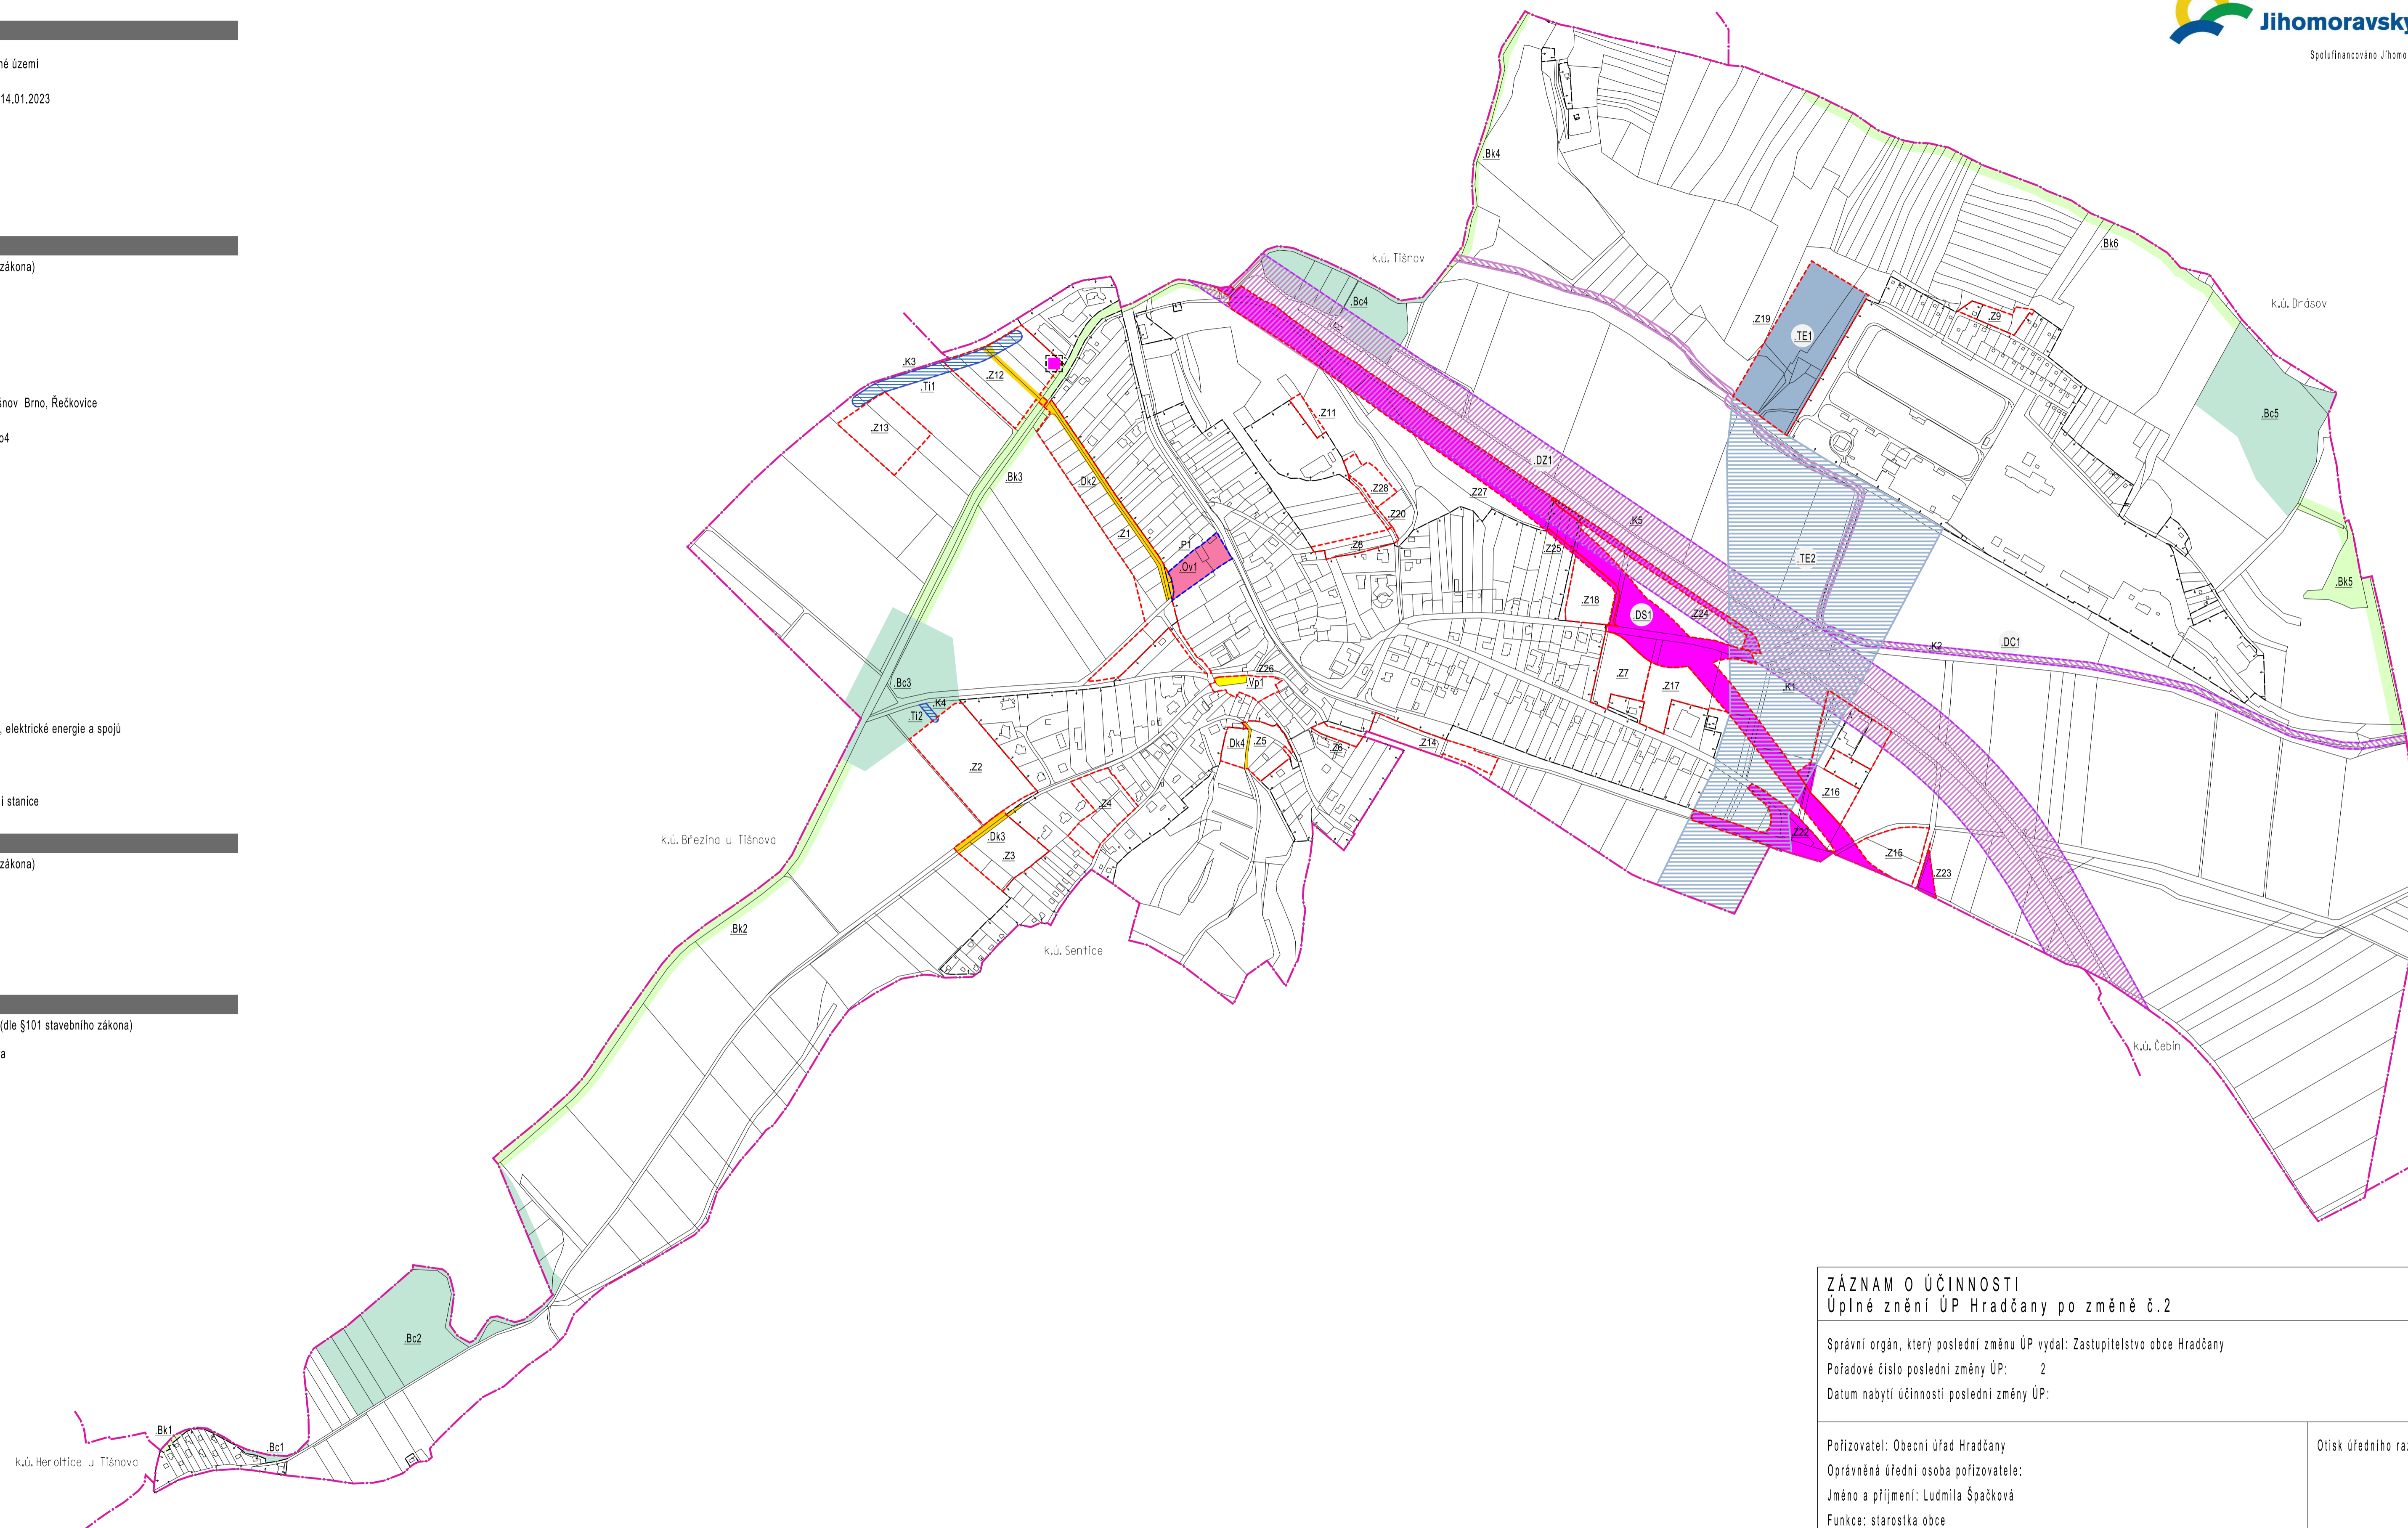 né území
14.01.2023
zákona)
šnov Brno, Řečkovice
o4
, elektrické energie a spojů
i stanice
zákona)
(dle §101 stavebního zákona)
a
Jihomoravský
Spolufinancováno Jihomo
k.ú. Tišnov
k.ú. Drásov
k.ú. Březina u Tišnova
k.ú. Sentice
k.ú. Čebín
k.ú. Heroltice u Tišnova
.Bk4
.Bk6
.Bc4
.Z19
.TE1
.Z9
.Bc5
.K3
.Ti1
.Z12
.Z13
.Z11
.Bk3
.Dk2
.Z28
.Z20
.Z27
.DZ1
.K5
.Z1
.P1
.Ov1
.Z8
.Z25
.TE2
.Bk5
.Z18
.DS1
.Z24
.K2
.DC1
.Bc3
.K4
.Ti2
.Z26
.Vp1
.Z7
.Z17
.K1
.Z2
.Dk4
.Z5
.Z6
.Z14
.Z4
.Z16
.Dk3
.Z3
.Z22
.Z15
.Z23
.Bk2
.Bc2
.Bk1
.Bc1
ZÁZNAM O ÚČINNOSTI
Úplné znění ÚP Hradčany po změně č.2
Správní orgán, který poslední změnu ÚP vydal: Zastupitelstvo obce Hradčany
Pořadové číslo poslední změny ÚP: 2
Datum nabytí účinnosti poslední změny ÚP:
Pořizovatel: Obecní úřad Hradčany
Otisk úředního raz
Oprávněná úřední osoba pořizovatele:
Jméno a příjmení: Ludmila Špačková
Funkce: starostka obce